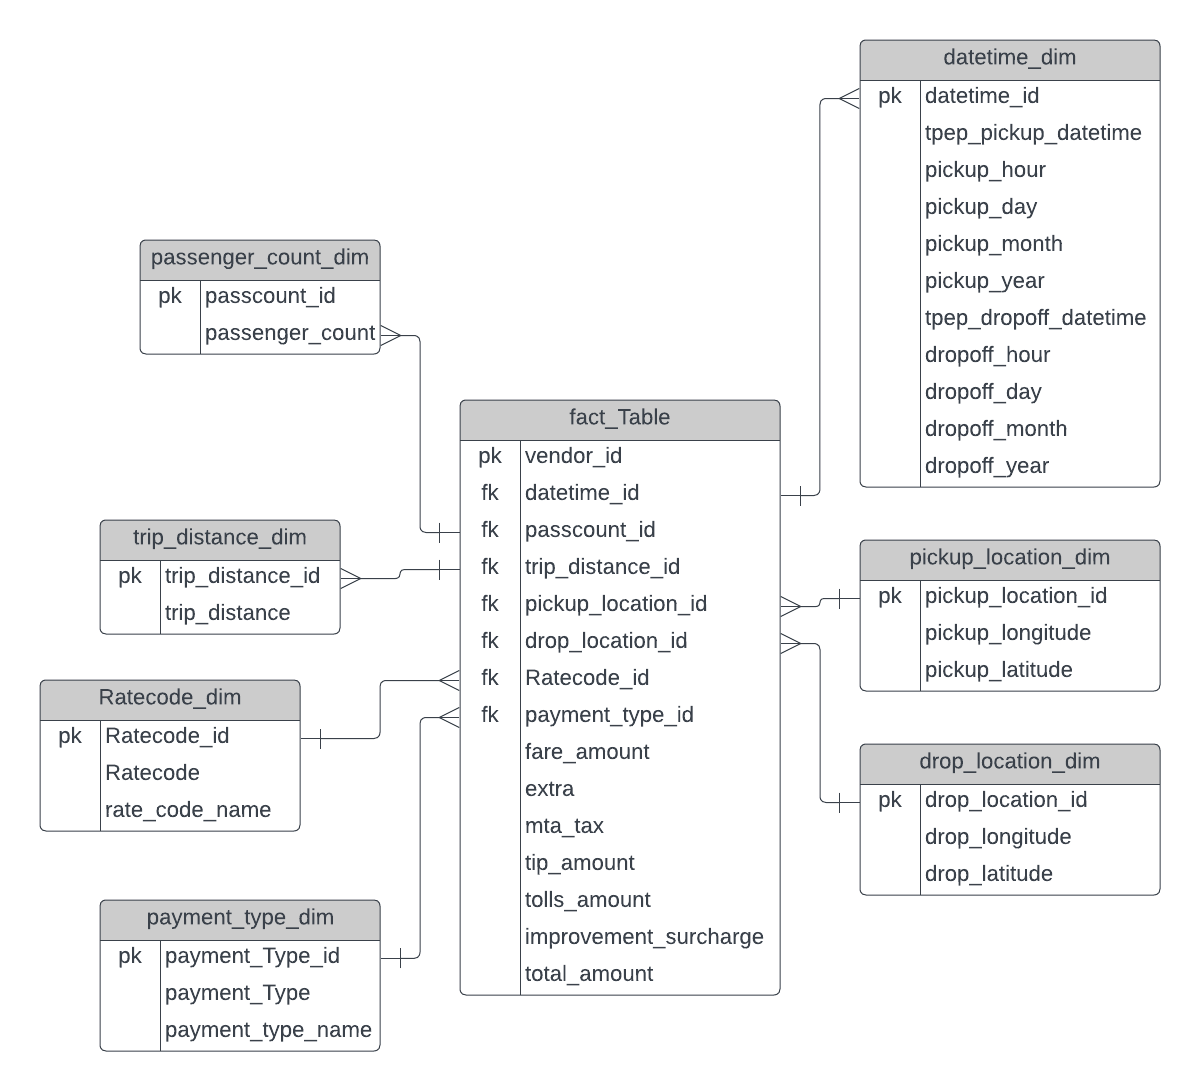 datetime_dim
pk datetime_id
tpep_pickup_datetime
pickup_hour
pickup_day
pickup_month
pickup_year
tpep_dropoff_datetime
dropoff_hour
dropoff_day
dropoff_month
dropoff_year
passenger_count_dim
pk passcount_id
passenger_count
fact_Table
pk vendor_id
fk datetime_id
fk passcount_id
fk trip_distance_id
fk pickup_location_id
fk drop_location_id
fk Ratecode_id
fk payment_type_id
fare_amount
extra
mta_tax
tip_amount
tolls_amount
improvement_surcharge
total_amount
trip_distance_dim
pk trip_distance_id
trip_distance
pickup_location_dim
pk pickup_location_id
pickup_longitude
pickup_latitude
Ratecode_dim
pk Ratecode_id
Ratecode
rate_code_name
drop_location_dim
pk drop_location_id
drop_longitude
drop_latitude
payment_type_dim
pk payment_Type_id
payment_Type
payment_type_name